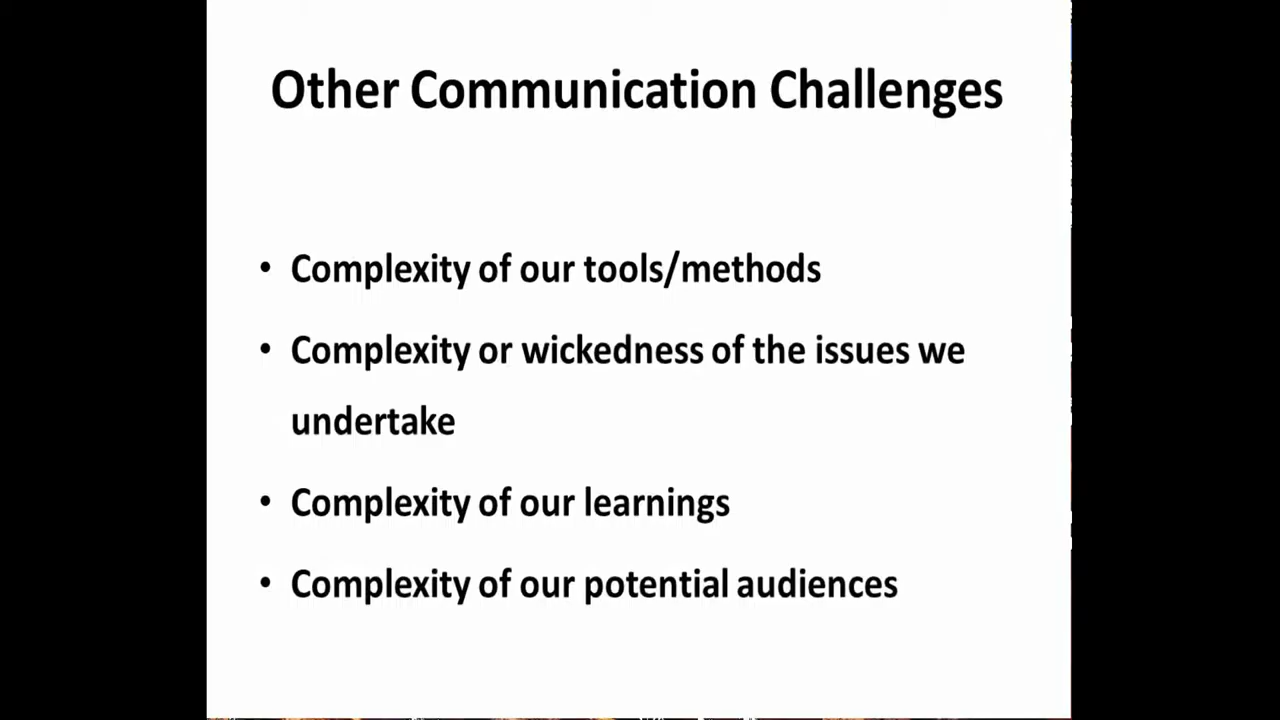 Other Communication Challenges
• Complexity of our tools/methods
• Complexity or wickedness of the issues we
undertake
• Complexity of our learnings
• Complexity of our potential audiences